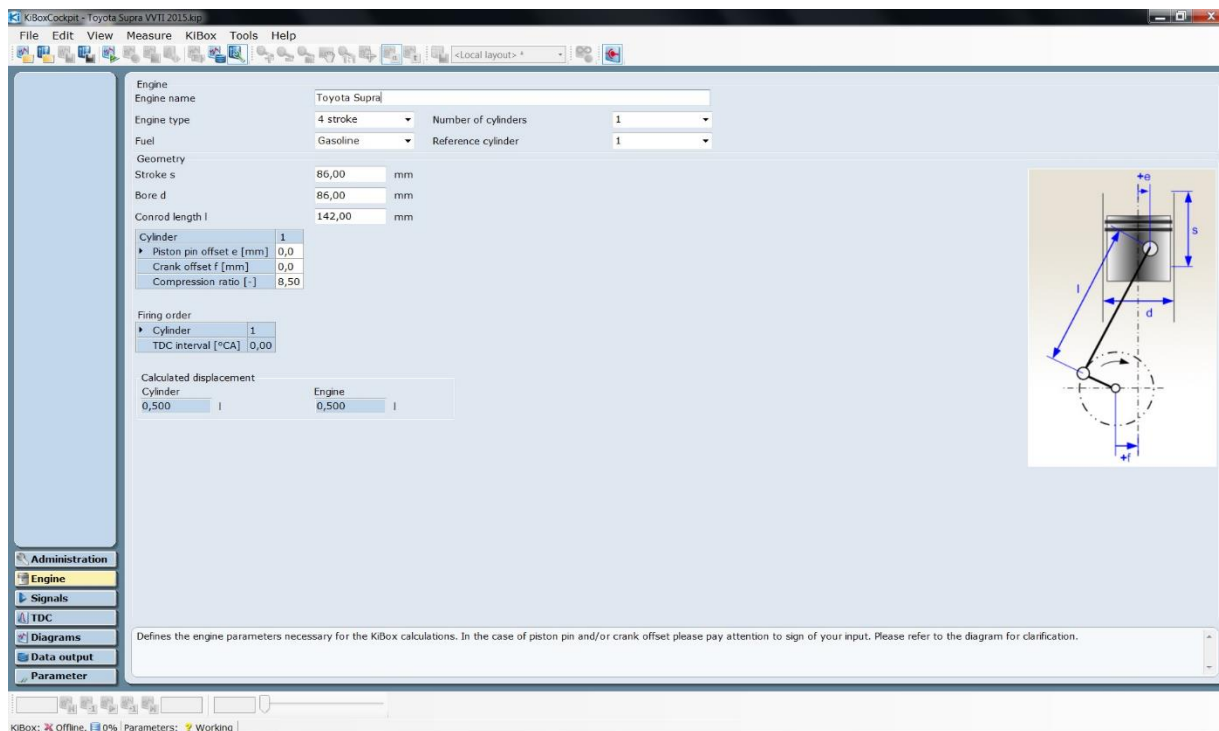 KiBoxCockpit - Toyota Supra VVTI 2015.kip
File Edit View Measure KiBox Tools Help
<Local layout> *
Engine
Engine name Toyota Supra
Engine type 4 stroke Number of cylinders 1
Fuel Gasoline Reference cylinder 1
Geometry
Stroke s 86,00 mm
Bore d 86,00 mm
Conrod length l 142,00 mm
Cylinder 1
Piston pin offset e [mm] 0,0
Crank offset f [mm] 0,0
Compression ratio [-] 8,50
Firing order
Cylinder 1
TDC interval [°CA] 0,00
Calculated displacement
Cylinder Engine
0,500 l 0,500 l
+e
s
l
d
+f
Administration
Engine
Signals
TDC
Diagrams
Data output
Parameter
Defines the engine parameters necessary for the KiBox calculations. In the case of piston pin and/or crank offset please pay attention to sign of your input. Please refer to the diagram for clarification.
KiBox: Offline. 0% Parameters: ? Working